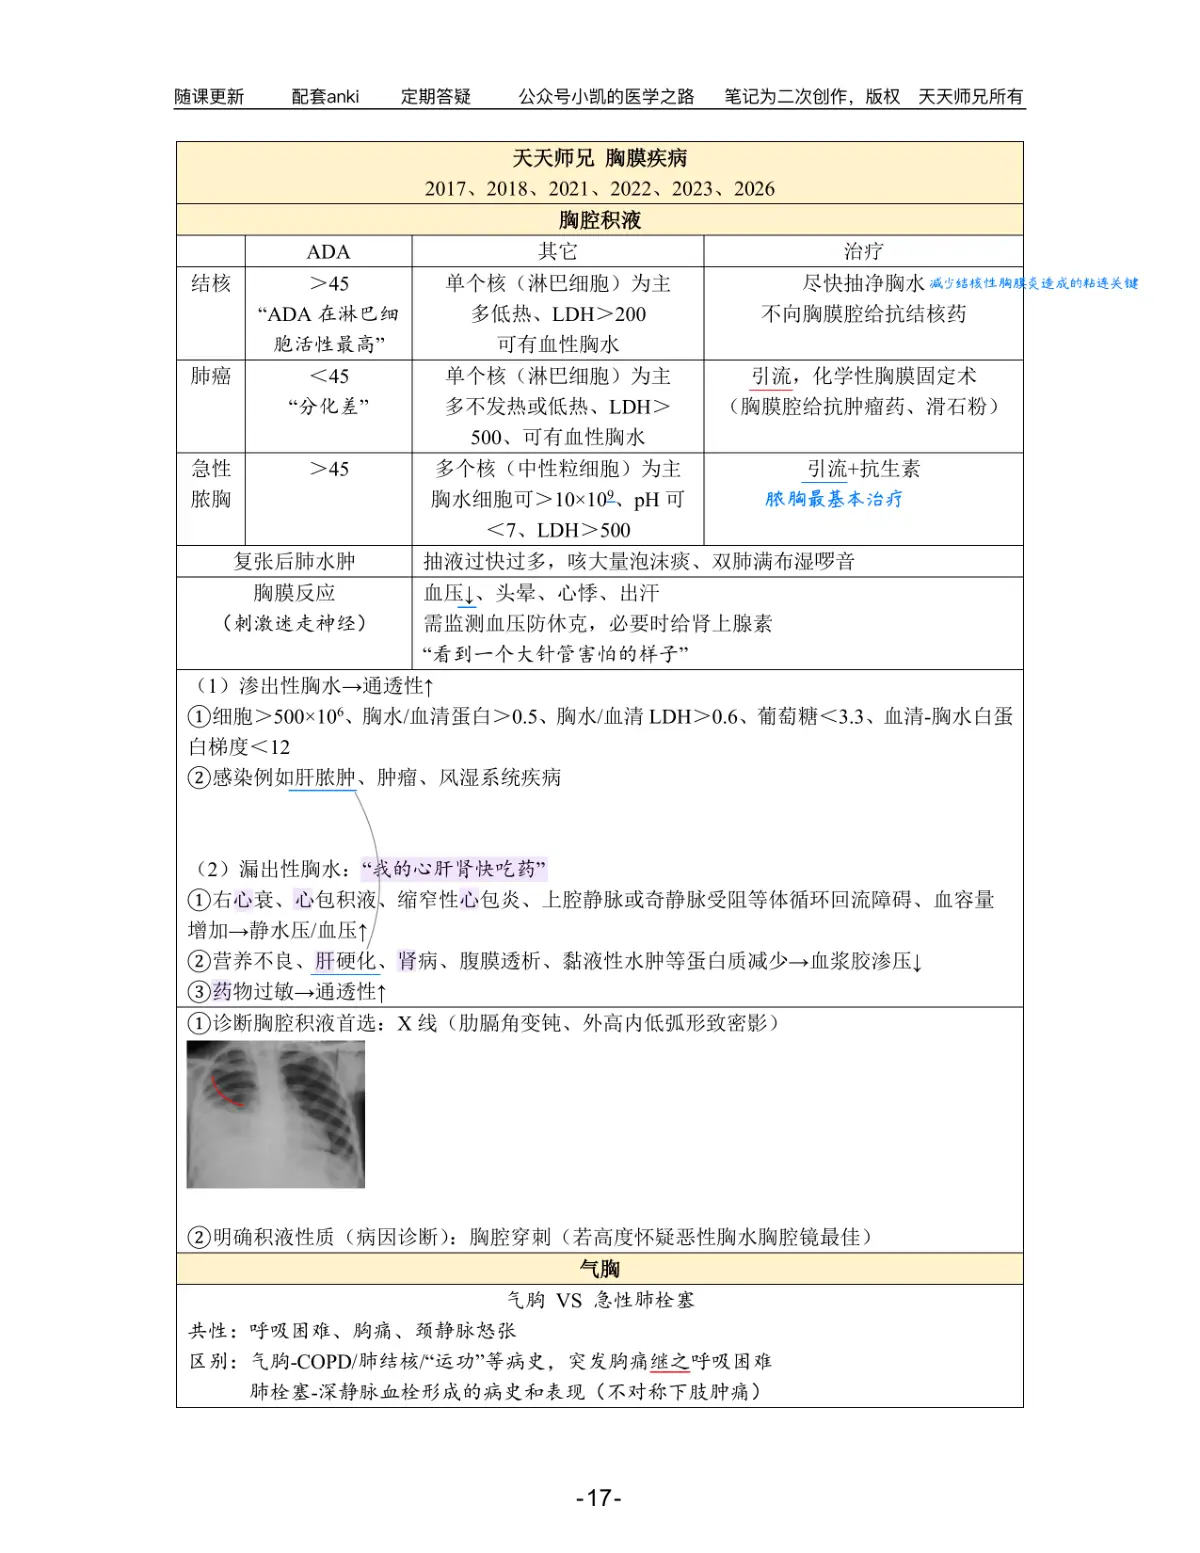 随课更新 配套anki 定期答疑 公众号小凯的医学之路 笔记为二次创作，版权 天天师兄所有
天天师兄 胸膜疾病
2017、2018、2021、2022、2023、2026
胸腔积液
ADA 其它 治疗
结核 >45 单个核（淋巴细胞）为主 尽快抽净胸水 减少结核性胸膜炎造成的粘连关键
“ADA 在淋巴细 多低热、LDH＞200 不向胸膜腔给抗结核药
胞活性最高” 可有血性胸水
肺癌 ＜45 单个核（淋巴细胞）为主 引流，化学性胸膜固定术
“分化差” 多不发热或低热、LDH＞ （胸膜腔给抗肿瘤药、滑石粉）
500、可有血性胸水
急性 ＞45 多个核（中性粒细胞）为主 引流+抗生素
脓胸 胸水细胞可＞10×10⁹、pH 可 脓胸最基本治疗
＜7、LDH＞500
复张后肺水肿 抽液过快过多，咳大量泡沫痰、双肺满布湿啰音
胸膜反应 血压↓、头晕、心悸、出汗
（刺激迷走神经） 需监测血压防休克，必要时给肾上腺素
“看到一个大针管害怕的样子”
（1）渗出性胸水→通透性↑
①细胞＞500×10⁶、胸水/血清蛋白＞0.5、胸水/血清 LDH＞0.6、葡萄糖＜3.3、血清-胸水白蛋
白梯度＜12
②感染例如肝脓肿、肿瘤、风湿系统疾病
（2）漏出性胸水：“我的心肝肾快吃药”
①右心衰、心包积液、缩窄性心包炎、上腔静脉或奇静脉受阻等体循环回流障碍、血容量
增加→静水压/血压↑
②营养不良、肝硬化、肾病、腹膜透析、黏液性水肿等蛋白质减少→血浆胶渗压↓
③药物过敏→通透性↑
①诊断胸腔积液首选：X 线（肋膈角变钝、外高内低弧形致密影）
②明确积液性质（病因诊断）：胸腔穿刺（若高度怀疑恶性胸水胸腔镜最佳）
气胸
气胸 VS 急性肺栓塞
共性：呼吸困难、胸痛、颈静脉怒张
区别：气胸-COPD/肺结核/“运功”等病史，突发胸痛继之呼吸困难
肺栓塞-深静脉血栓形成的病史和表现（不对称下肢肿痛）
-17-